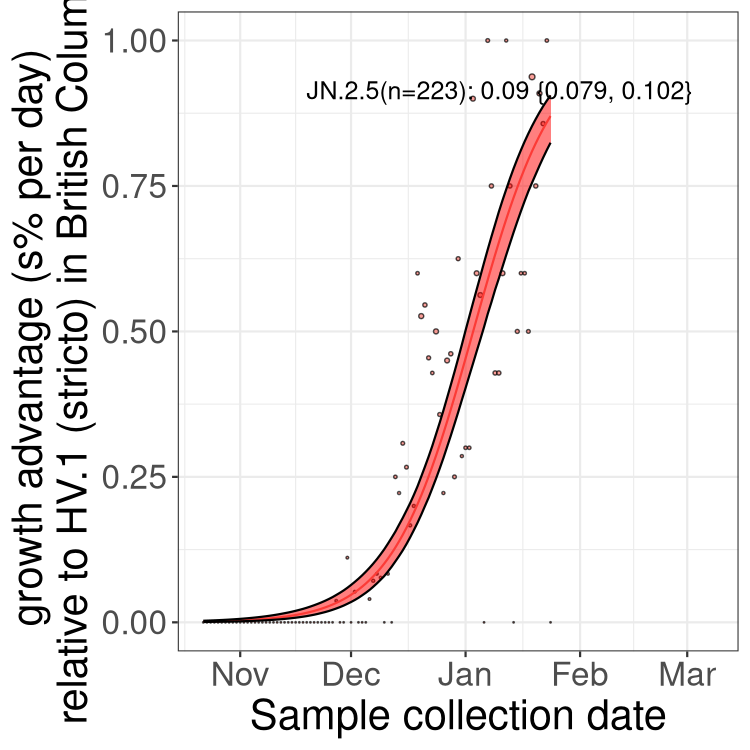 growth advantage (s% per day)
relative to HV.1 (stricto) in British Colum
1.00
0.75
0.50
0.25
0.00
JN.2.5(n=223): 0.09 {0.079, 0.102}
Nov Dec Jan Feb Mar
Sample collection date